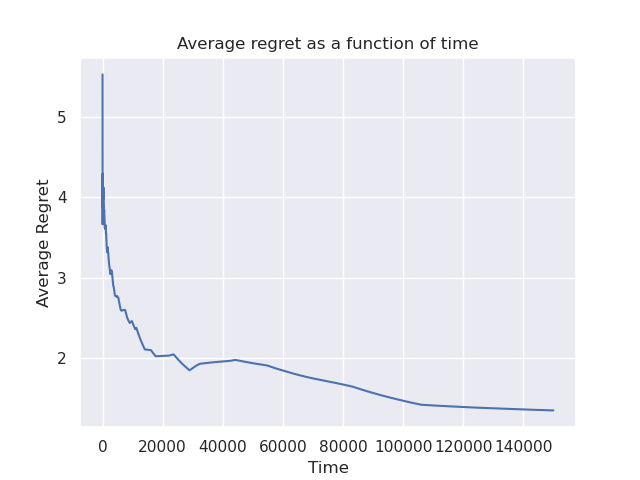 Average regret as a function of time
Average Regret
5
4
3
2
0 20000 40000 60000 80000 100000 120000 140000
Time